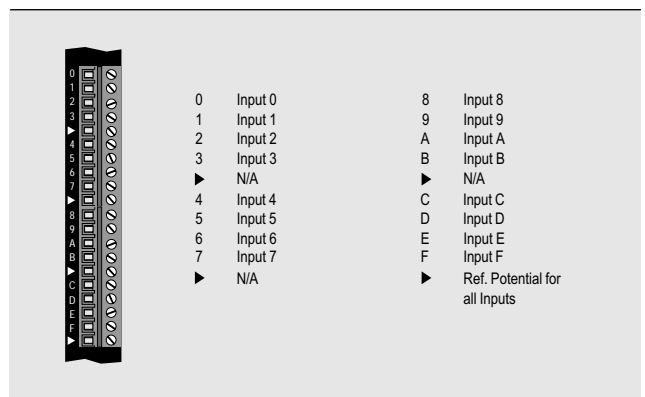 0
1
2
3
▶
4
5
6
7
▶
8
9
A
B
▶
C
D
E
F
▶
0 Input 0
1 Input 1
2 Input 2
3 Input 3
▶ N/A
4 Input 4
5 Input 5
6 Input 6
7 Input 7
▶ N/A
8 Input 8
9 Input 9
A Input A
B Input B
▶ N/A
C Input C
D Input D
E Input E
F Input F
▶ Ref. Potential for
all Inputs